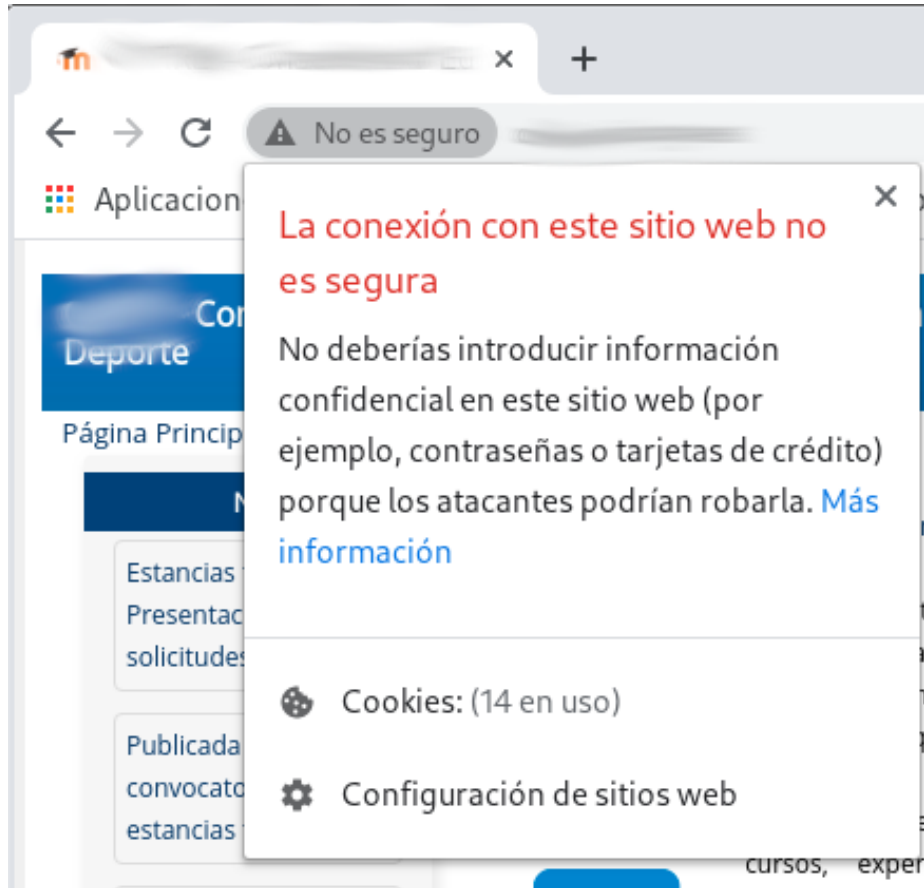 No es seguro
Aplicacion
La conexión con este sitio web no
es segura
No deberías introducir información
confidencial en este sitio web (por
ejemplo, contraseñas o tarjetas de crédito)
porque los atacantes podrían robarla. Más
información
Cookies: (14 en uso)
Configuración de sitios web
Cor
Deporte
Página Princip
N
Estancias
Presentac
solicitudes
Publicada
convocato
estancias
cursos, exper